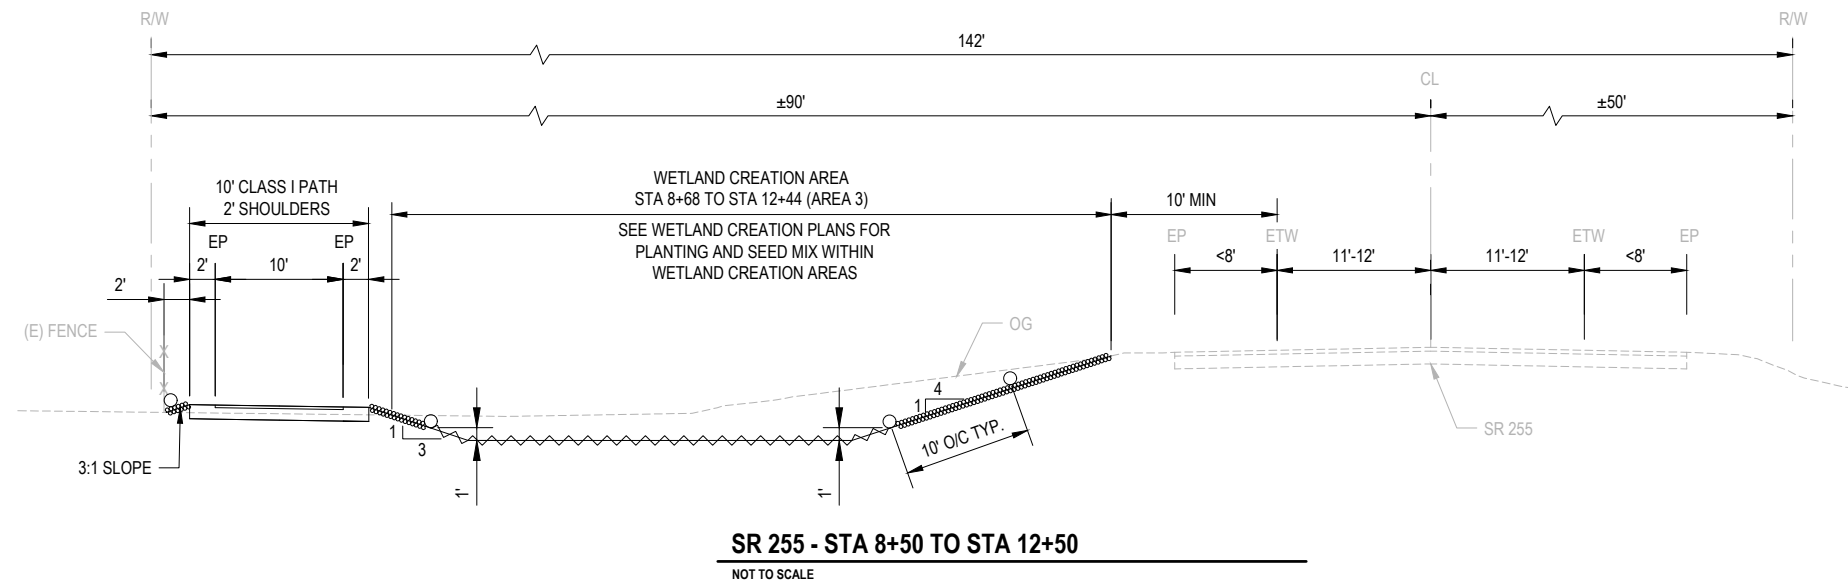 R/W
R/W
142'
CL
±90'
±50'
WETLAND CREATION AREA
STA 8+68 TO STA 12+44 (AREA 3)
SEE WETLAND CREATION PLANS FOR
PLANTING AND SEED MIX WITHIN
WETLAND CREATION AREAS
10' CLASS I PATH
2' SHOULDERS
10' MIN
EP
EP
EP
ETW
ETW
EP
2'
10'
2'
<8'
11'-12'
11'-12'
<8'
2'
(E) FENCE
OG
4
1
1
3
10' O/C TYP.
SR 255
3:1 SLOPE
1'
1'
SR 255 - STA 8+50 TO STA 12+50
NOT TO SCALE